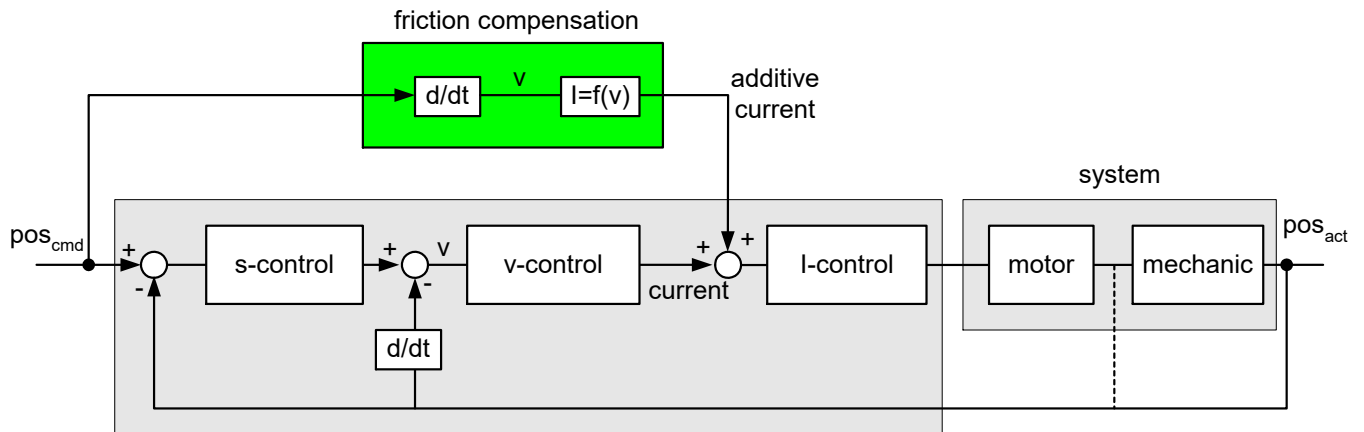 friction compensation
d/dt
v
I=f(v)
additive
current
system
pos_cmd
+
-
s-control
+
v
-
v-control
+
+
current
I-control
motor
mechanic
pos_act
d/dt